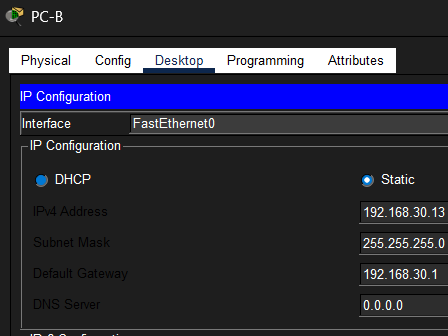 PC-B
Physical Config Desktop Programming Attributes
IP Configuration
Interface FastEthernet0
IP Configuration
DHCP Static
IPv4 Address 192.168.30.13
Subnet Mask 255.255.255.0
Default Gateway 192.168.30.1
DNS Server 0.0.0.0